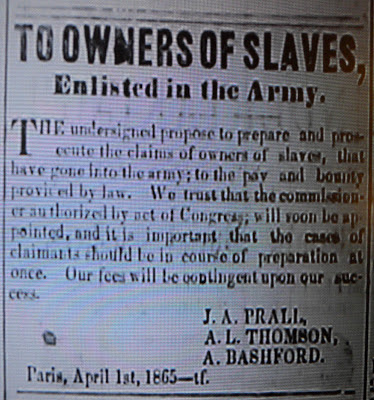 TO OWNERS OF SLAVES,
Enlisted in the Army.
THE undersigned propose to prepare and pros-
ecute the claims of owners of slaves, that
have gone into the army; to the pay and bounty
provided by law. We trust that the commission-
er authorized by act of Congress; will soon be ap-
pointed, and it is important that the cases of
claimants should be in course of preparation at
once. Our fees will be contingent upon our suc-
cess.
J. A. PRALL,
A. L. THOMSON,
A. BASHFORD.
Paris, April 1st, 1865—tf.